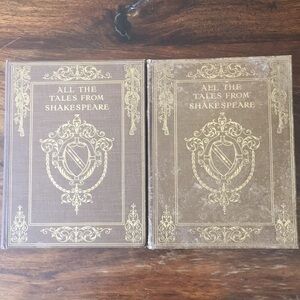 ALL THE
TALES FROM
SHAKESPEARE
ALL THE
TALES FROM
SHAKESPEARE